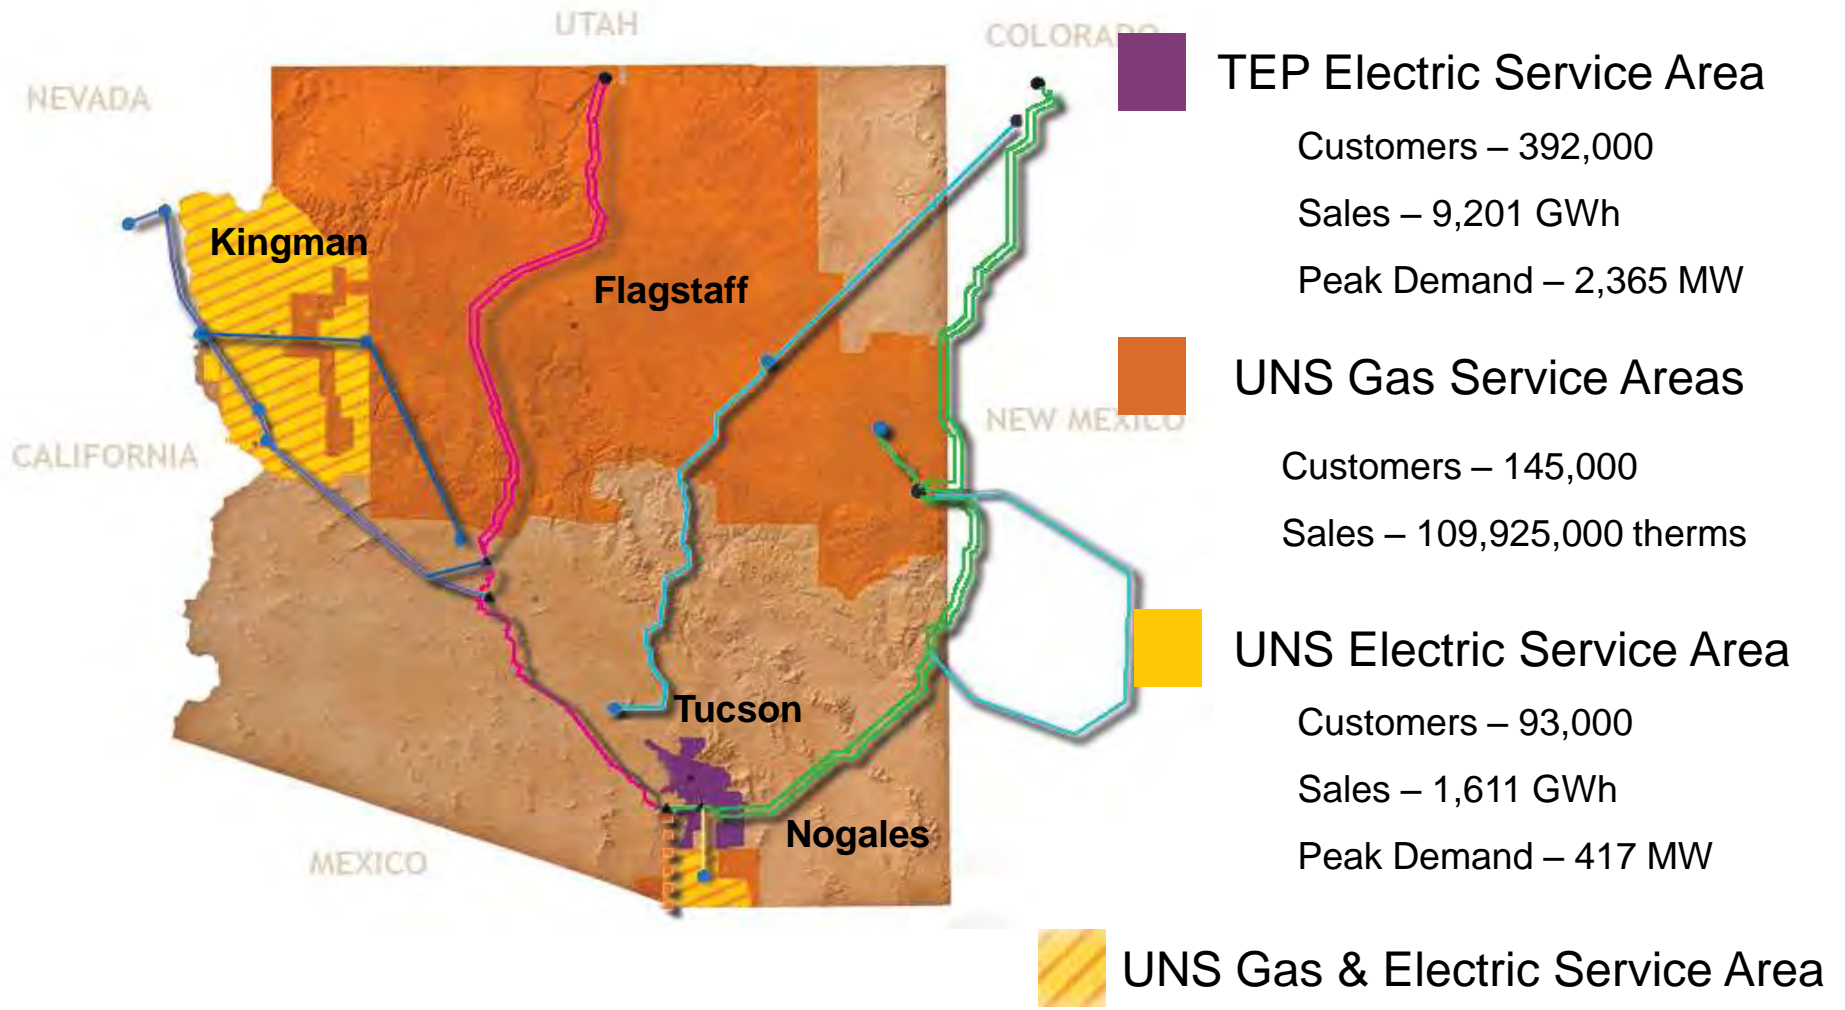 UTAH
COLORADO
NEVADA
Kingman
Flagstaff
CALIFORNIA
NEW MEXICO
Tucson
Nogales
MEXICO
TEP Electric Service Area
Customers – 392,000
Sales – 9,201 GWh
Peak Demand – 2,365 MW
UNS Gas Service Areas
Customers – 145,000
Sales – 109,925,000 therms
UNS Electric Service Area
Customers – 93,000
Sales – 1,611 GWh
Peak Demand – 417 MW
UNS Gas & Electric Service Area